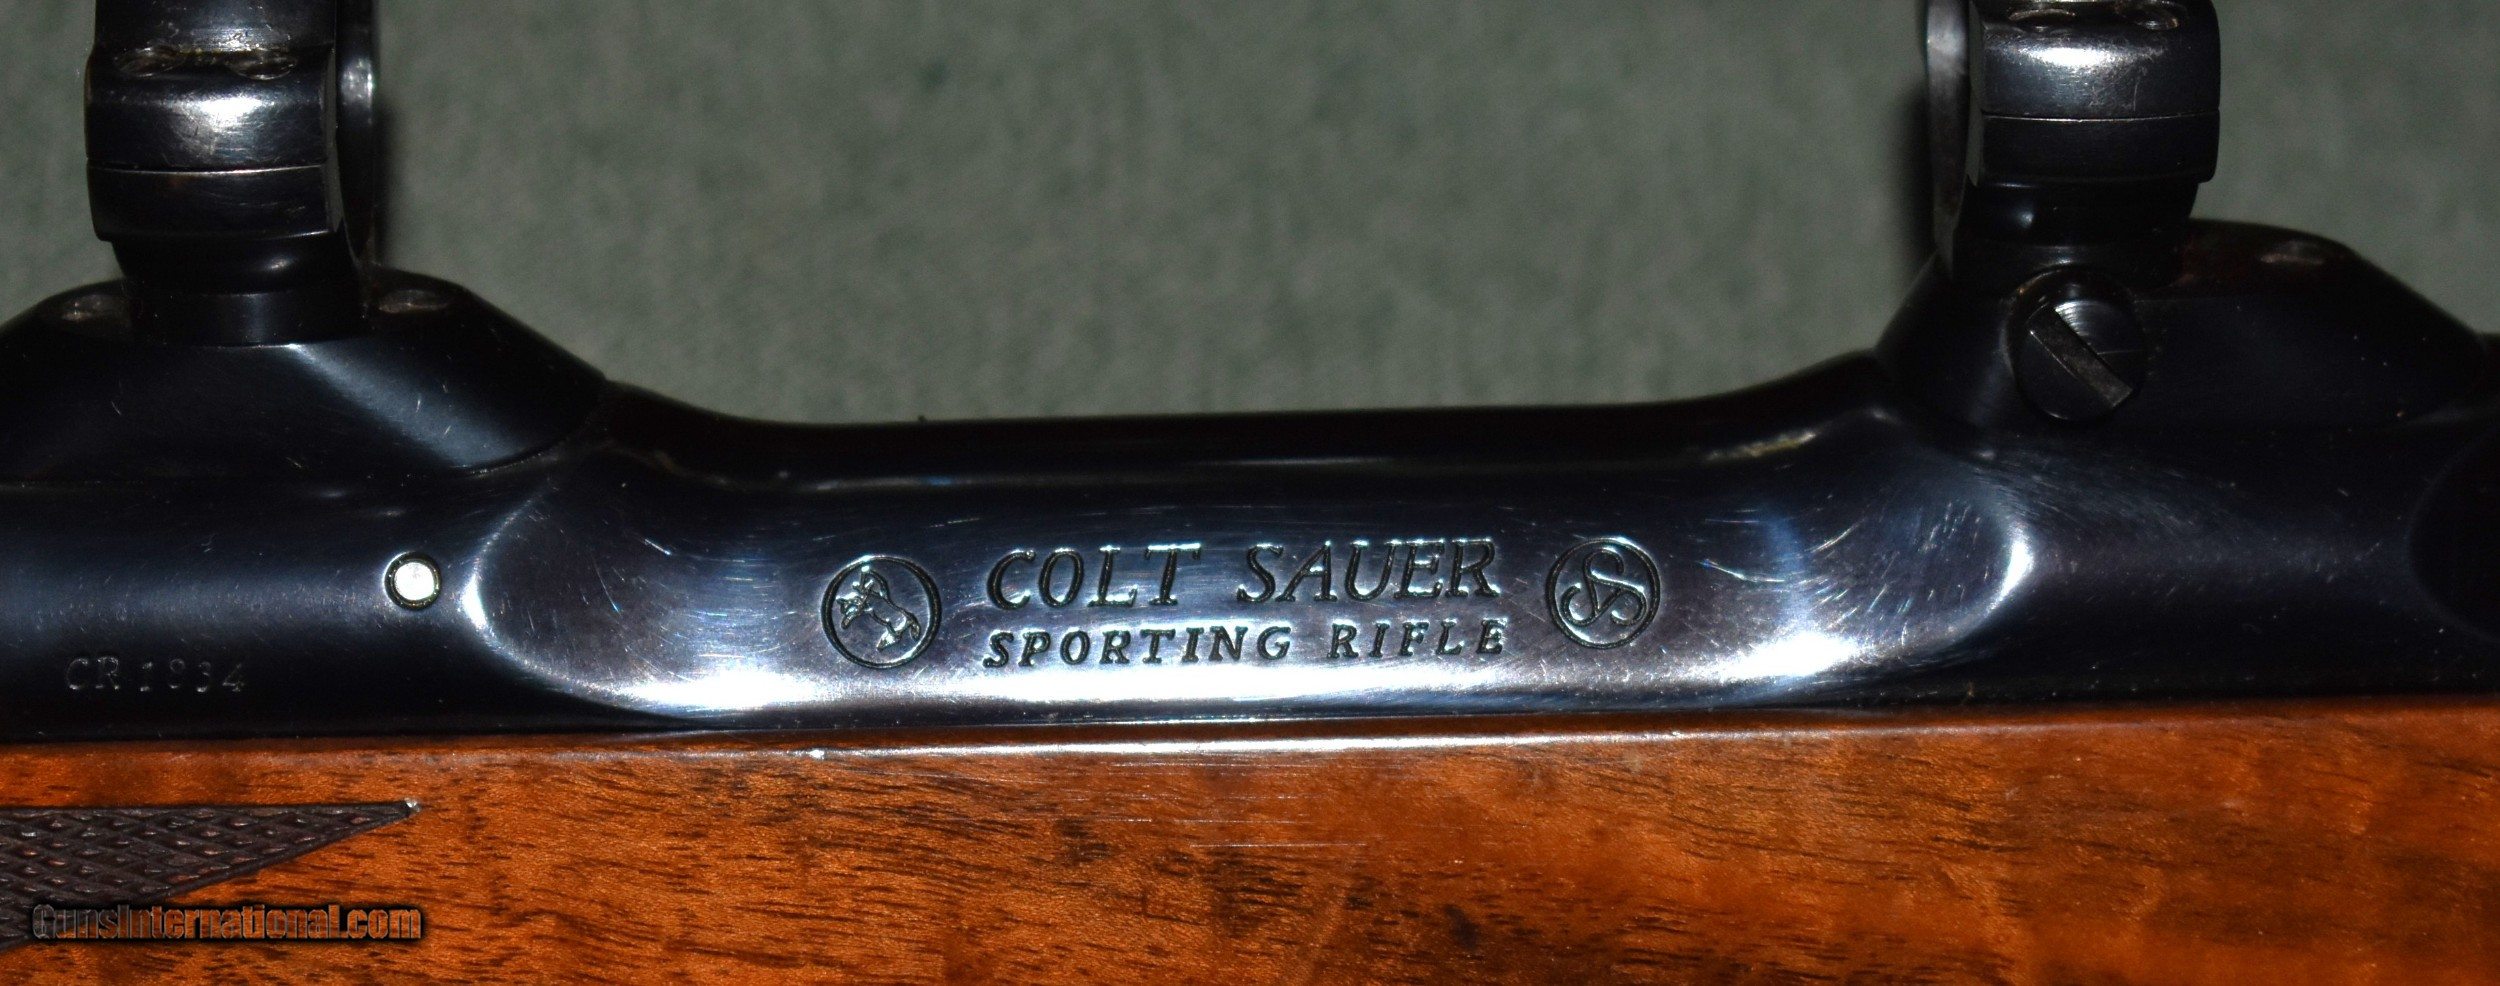 COLT SAUER
SPORTING RIFLE
CR1834
GunsInternational.com